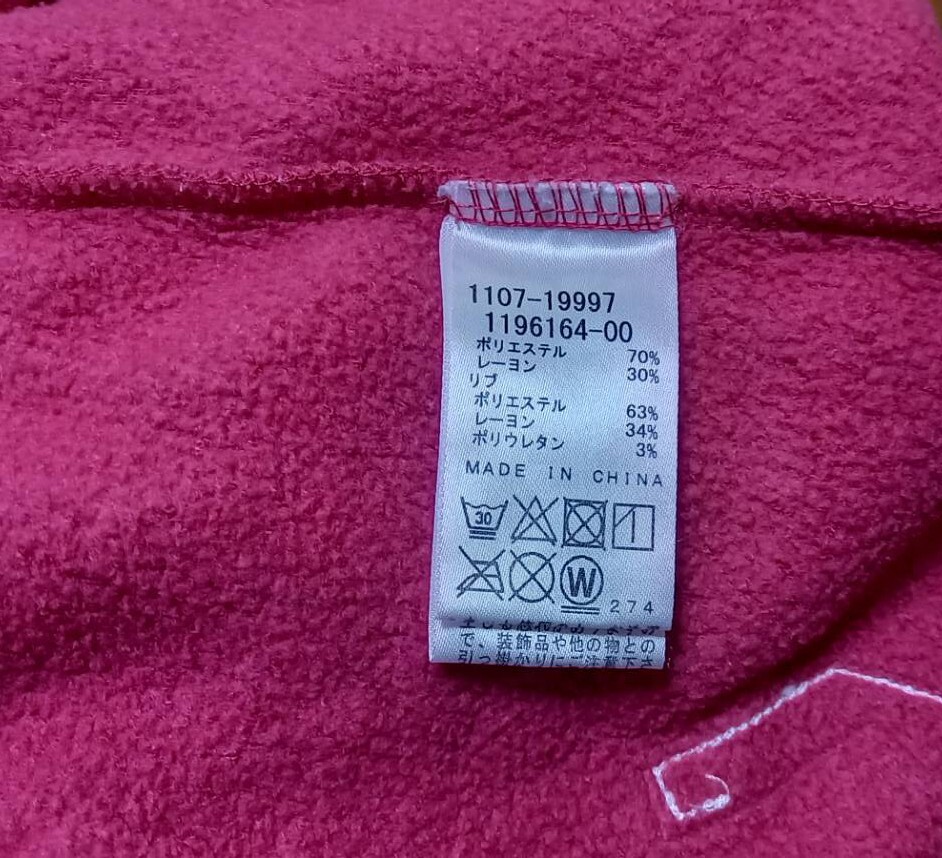 1107-19997
1196164-00
ポリエステル 70%
レーヨン 30%
リブ
ポリエステル 63%
レーヨン 34%
ポリウレタン 3%
MADE IN CHINA
30
W
274
で、装飾品や他の物との
引っ掛かりにご注意下さ